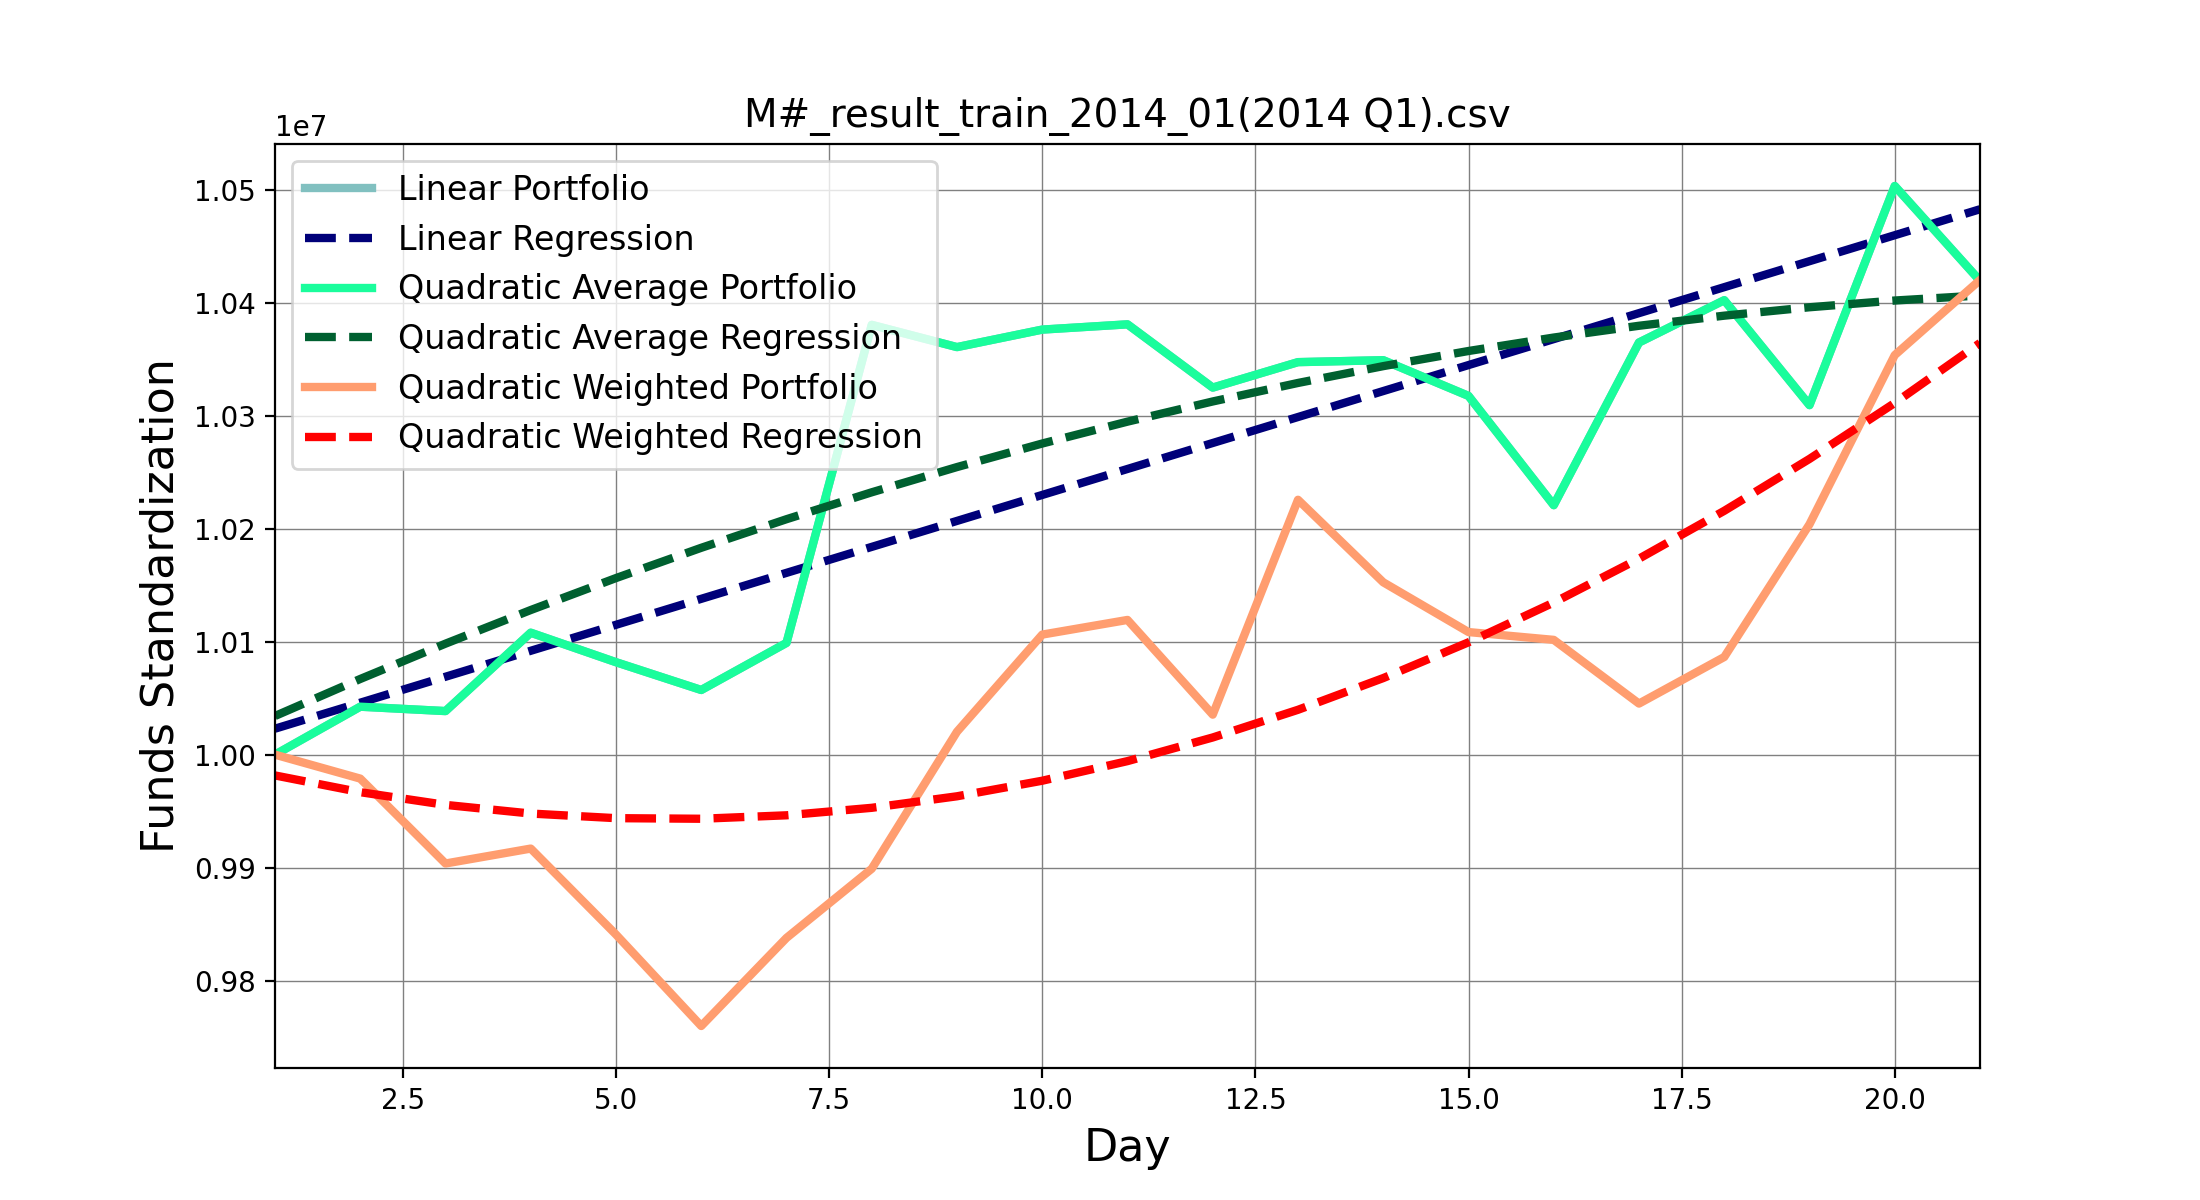 M#_result_train_2014_01(2014 Q1).csv
1e7
Linear Portfolio
Linear Regression
Quadratic Average Portfolio
Quadratic Average Regression
Quadratic Weighted Portfolio
Quadratic Weighted Regression
1.05
1.04
1.03
1.02
1.01
1.00
0.99
0.98
Funds Standardization
2.5 5.0 7.5 10.0 12.5 15.0 17.5 20.0
Day